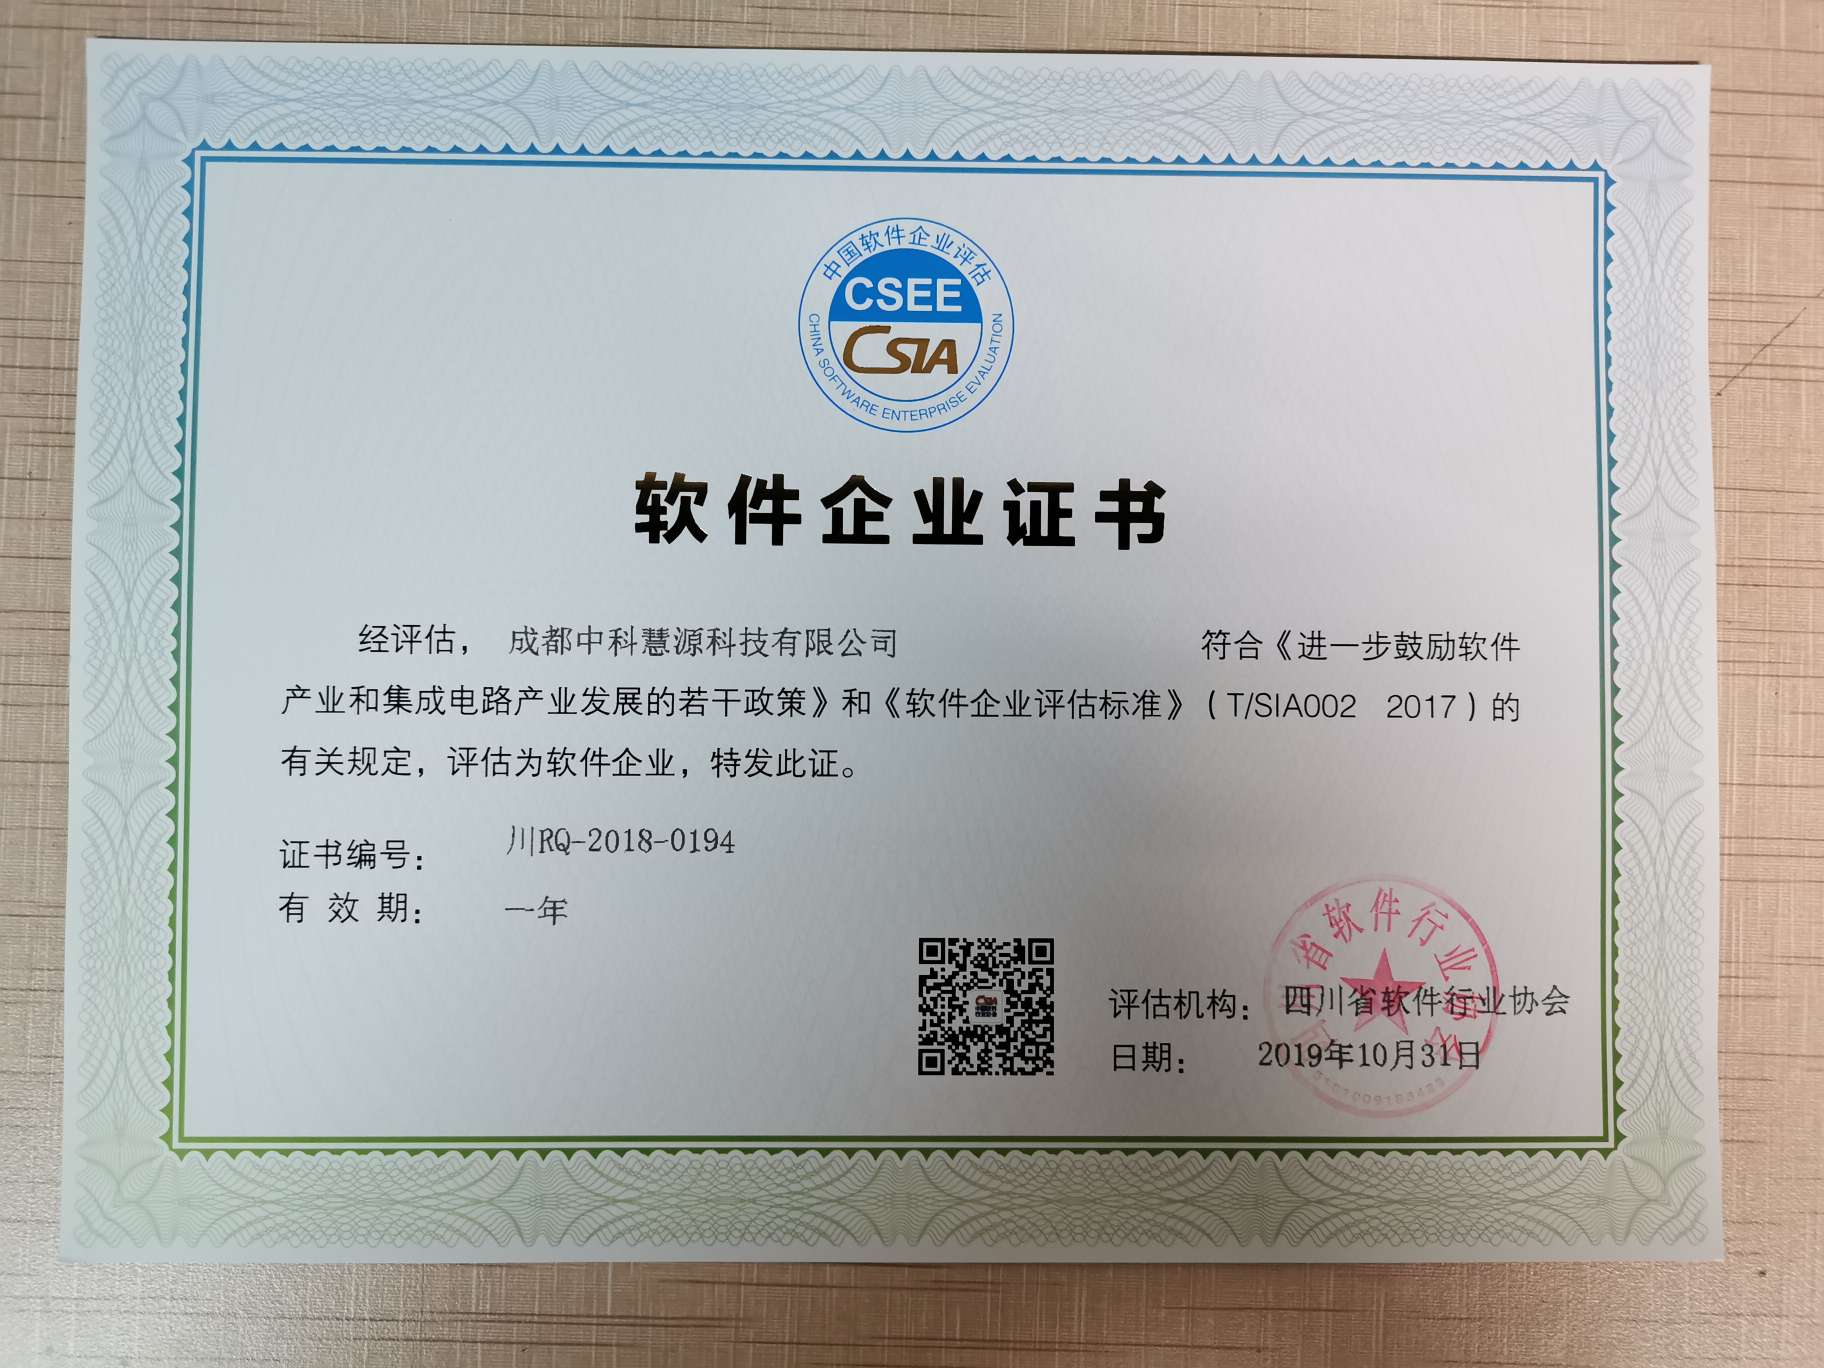 中国软件企业评估
CSEE
CSIA
CHINA SOFTWARE ENTERPRISE EVALUATION
软件企业证书
经评估， 成都中科慧源科技有限公司 符合《进一步鼓励软件
产业和集成电路产业发展的若干政策》和《软件企业评估标准》（T/SIA002 2017）的
有关规定，评估为软件企业，特发此证。
证书编号： 川RQ-2018-0194
有 效 期： 一年
评估机构： 四川省软件行业协会
日期： 2019年10月31日
四川省软件行业协会